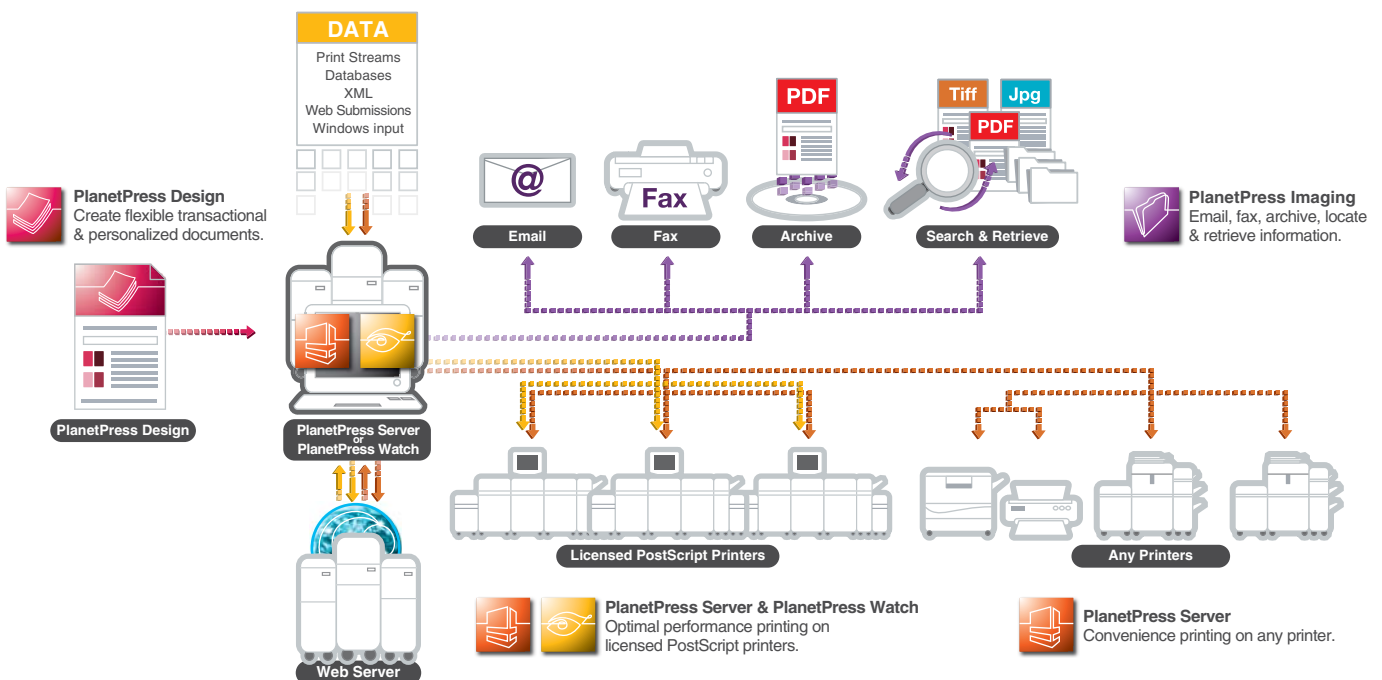 DATA
Print Streams
Databases
XML
Web Submissions
Windows input
PlanetPress Design
Create flexible transactional
& personalized documents.
PlanetPress Design
PlanetPress Server
or
PlanetPress Watch
Web Server
@
Email
Fax
Fax
PDF
Archive
Tiff
Jpg
PDF
Search & Retrieve
PlanetPress Imaging
Email, fax, archive, locate
& retrieve information.
Licensed PostScript Printers
Any Printers
PlanetPress Server & PlanetPress Watch
Optimal performance printing on
licensed PostScript printers.
PlanetPress Server
Convenience printing on any printer.